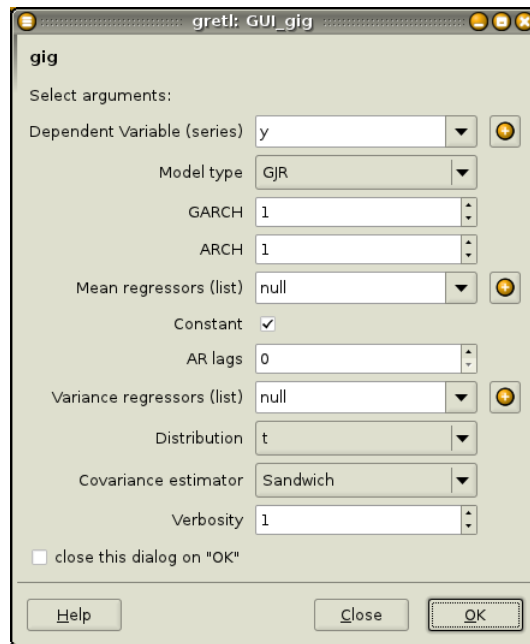 gretl: GUI_gig
gig
Select arguments:
Dependent Variable (series) y
Model type GJR
GARCH 1
ARCH 1
Mean regressors (list) null
Constant
AR lags 0
Variance regressors (list) null
Distribution t
Covariance estimator Sandwich
Verbosity 1
close this dialog on "OK"
Help Close OK